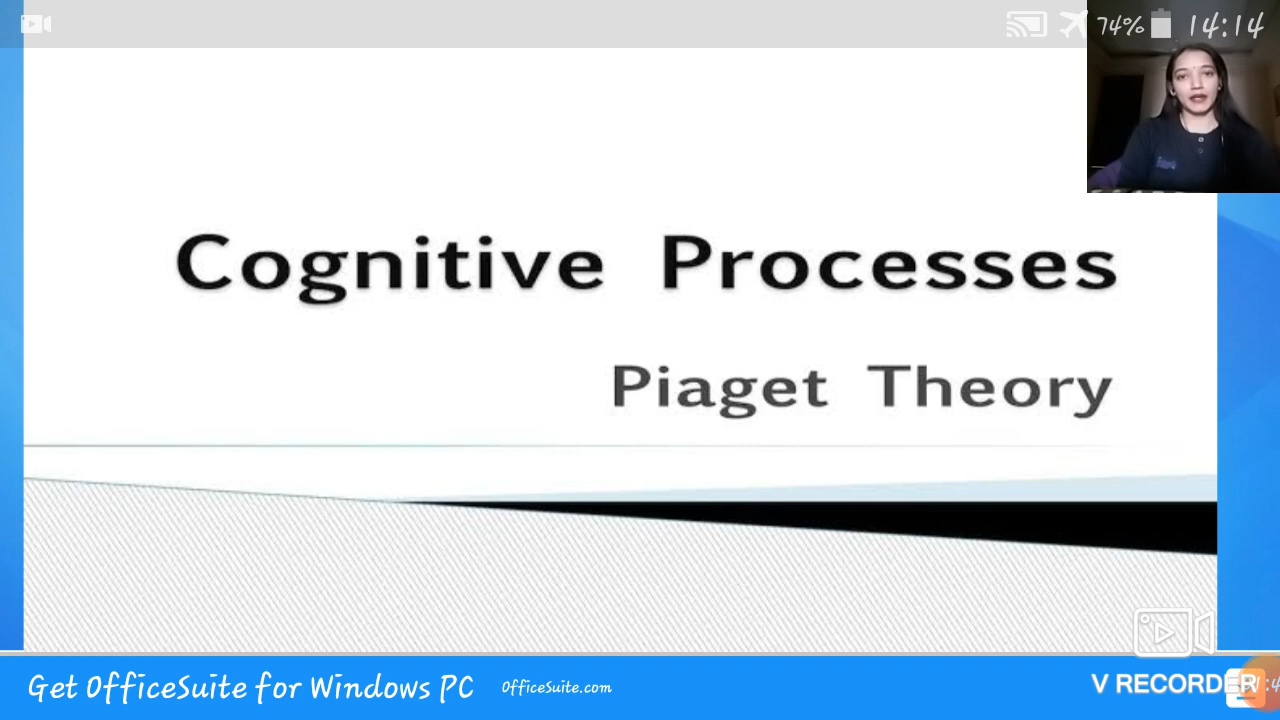 74% 14:14
Cognitive Processes
Piaget Theory
Get OfficeSuite for Windows PC OfficeSuite.com
V RECORDER